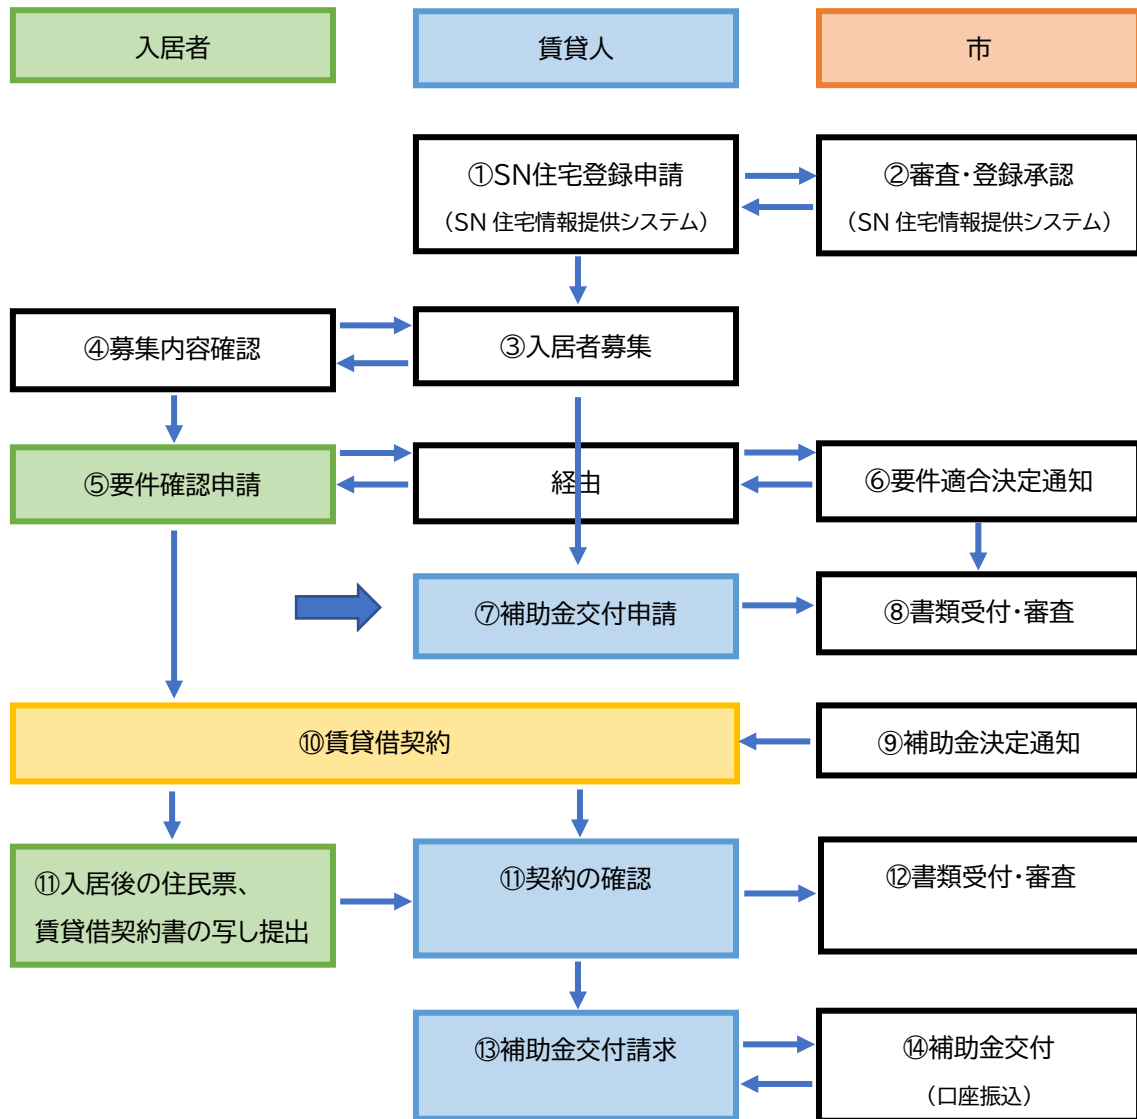 入居者
賃貸人
市
①SN住宅登録申請
（SN 住宅情報提供システム）
②審査・登録承認
（SN 住宅情報提供システム）
④募集内容確認
③入居者募集
⑤要件確認申請
経由
⑥要件適合決定通知
⑦補助金交付申請
⑧書類受付・審査
⑩賃貸借契約
⑨補助金決定通知
⑪入居後の住民票、
賃貸借契約書の写し提出
⑪契約の確認
⑫書類受付・審査
⑬補助金交付請求
⑭補助金交付
（口座振込）